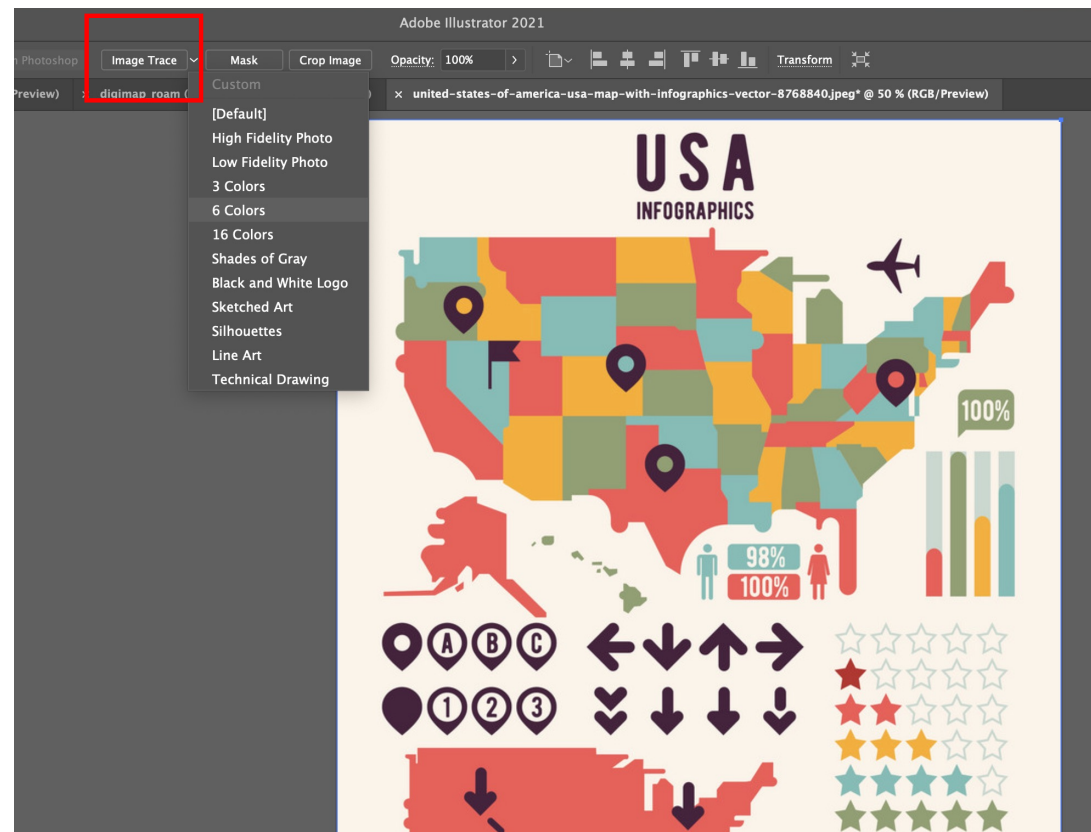 Adobe Illustrator 2021
n Photoshop Image Trace Mask Crop Image Opacity: 100% Transform
Preview) × digimap_roam ( ) × united-states-of-america-usa-map-with-infographics-vector-8768840.jpeg* @ 50 % (RGB/Preview)
Custom
[Default]
High Fidelity Photo
Low Fidelity Photo
3 Colors
6 Colors
16 Colors
Shades of Gray
Black and White Logo
Sketched Art
Silhouettes
Line Art
Technical Drawing
USA
INFOGRAPHICS
100%
98%
100%
A B C
1 2 3